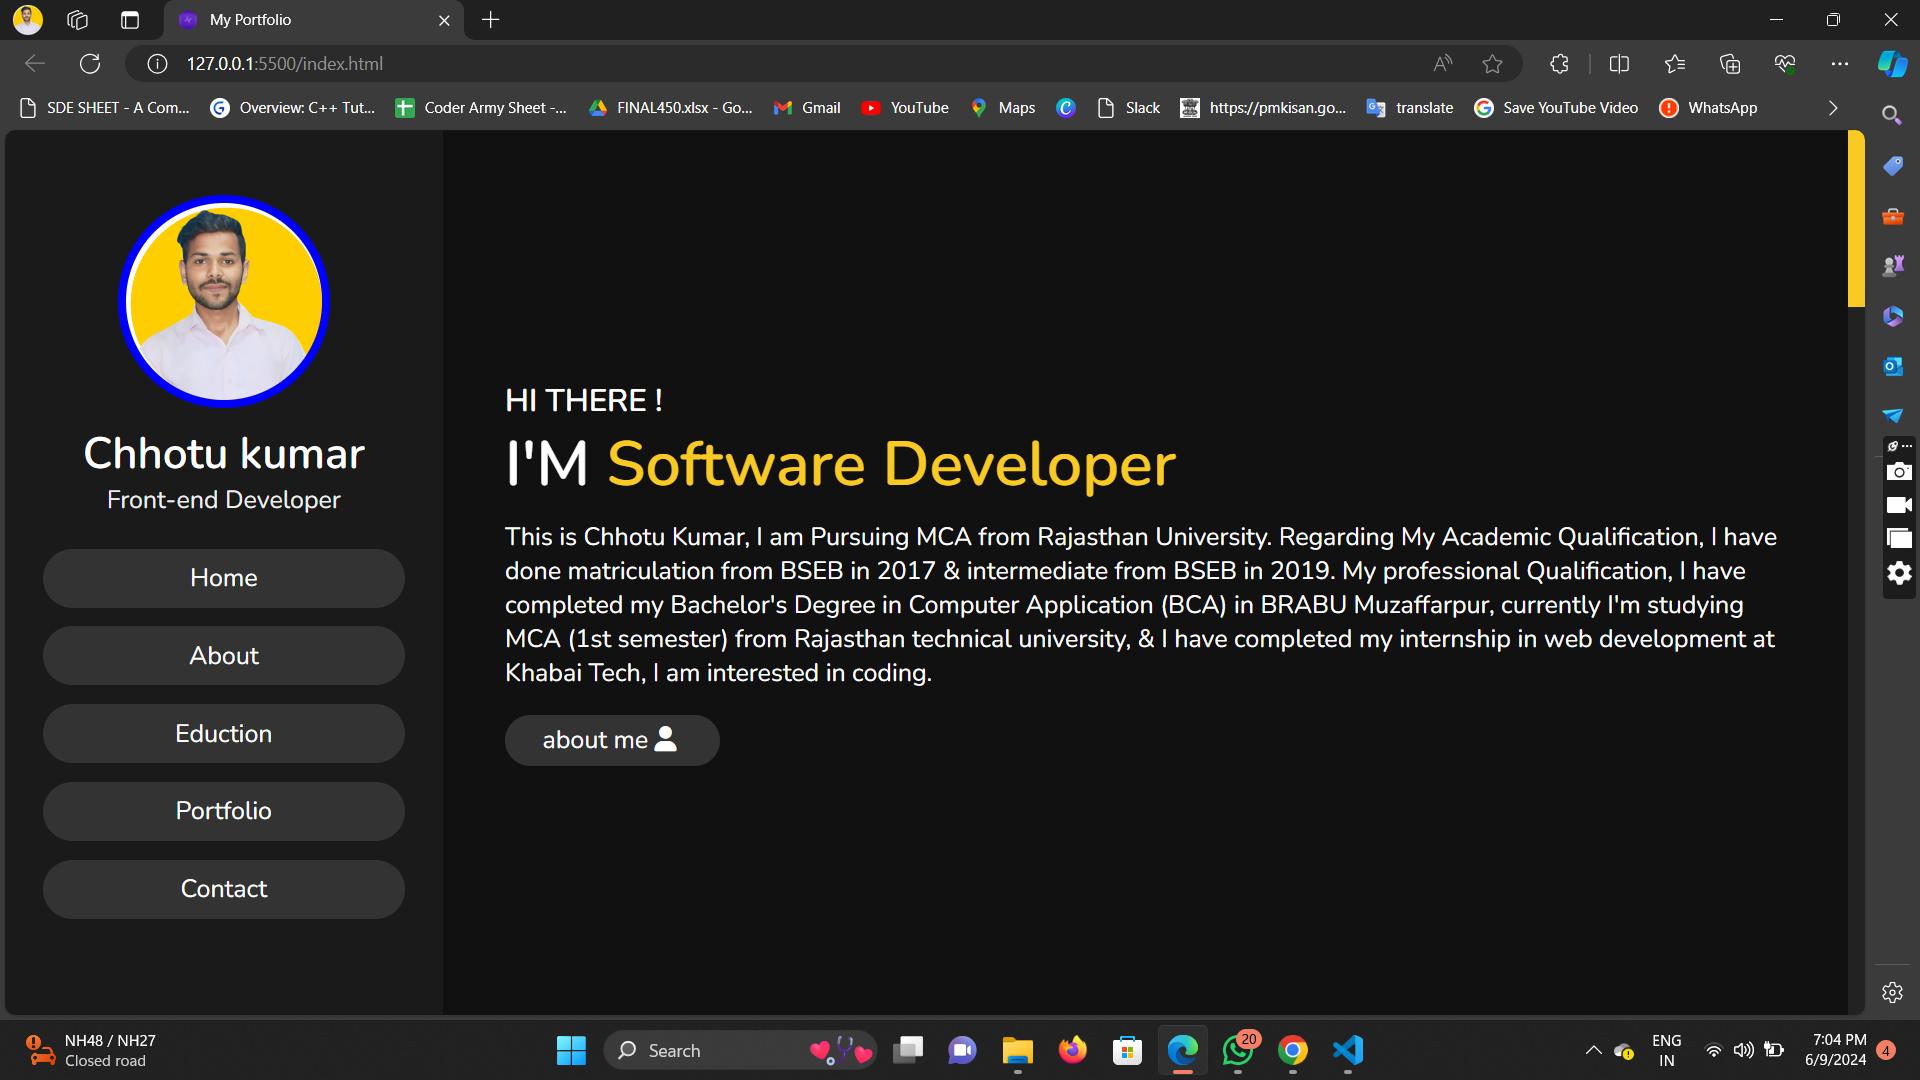 My Portfolio
127.0.0.1:5500/index.html
SDE SHEET - A Com...
Overview: C++ Tut...
Coder Army Sheet -...
FINAL450.xlsx - Go...
Gmail
YouTube
Maps
Slack
https://pmkisan.go...
translate
Save YouTube Video
WhatsApp
Chhotu kumar
Front-end Developer
Home
About
Eduction
Portfolio
Contact
HI THERE !
I'M Software Developer
This is Chhotu Kumar, I am Pursuing MCA from Rajasthan University. Regarding My Academic Qualification, I have
done matriculation from BSEB in 2017 & intermediate from BSEB in 2019. My professional Qualification, I have
completed my Bachelor's Degree in Computer Application (BCA) in BRABU Muzaffarpur, currently I'm studying
MCA (1st semester) from Rajasthan technical university, & I have completed my internship in web development at
Khabai Tech, I am interested in coding.
about me
NH48 / NH27
Closed road
Search
20
ENG
IN
7:04 PM
6/9/2024
4